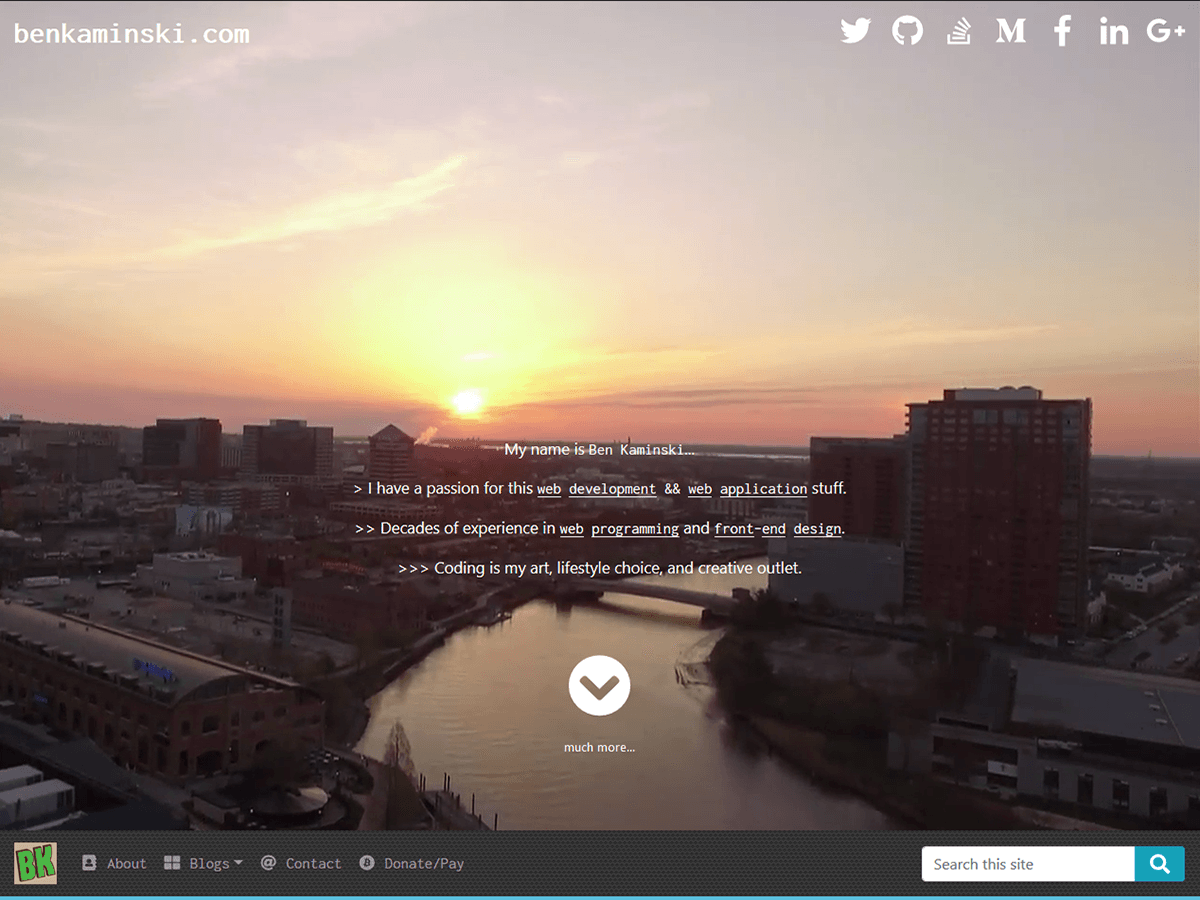 benkaminski.com
My name is Ben Kaminski...
> I have a passion for this web development && web application stuff.
>> Decades of experience in web programming and front-end design.
>>> Coding is my art, lifestyle choice, and creative outlet.
much more...
BK About Blogs Contact Donate/Pay Search this site